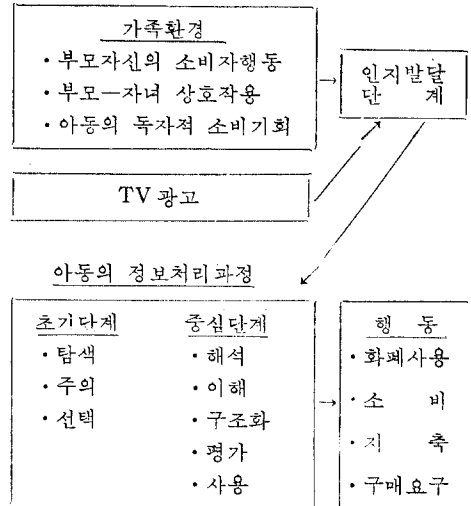 가족환경
· 부모자신의 소비자행동
· 부모—자녀 상호작용
· 아동의 독자적 소비기회
인지발달
단 계
TV 광고
아동의 정보처리과정
초기단계
· 탐색
· 주의
· 선택
중심단계
· 해석
· 이해
· 구조화
· 평가
· 사용
행 동
· 화폐사용
· 소 비
· 지 축
· 구매요구